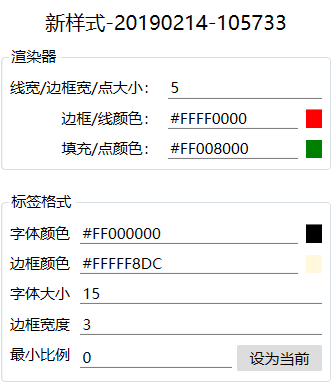 新样式-20190214-105733
渲染器
线宽/边框宽/点大小： 5
边框/线颜色： #FFFF0000
填充/点颜色： #FF008000
标签格式
字体颜色 #FF000000
边框颜色 #FFFFF8DC
字体大小 15
边框宽度 3
最小比例 0 设为当前